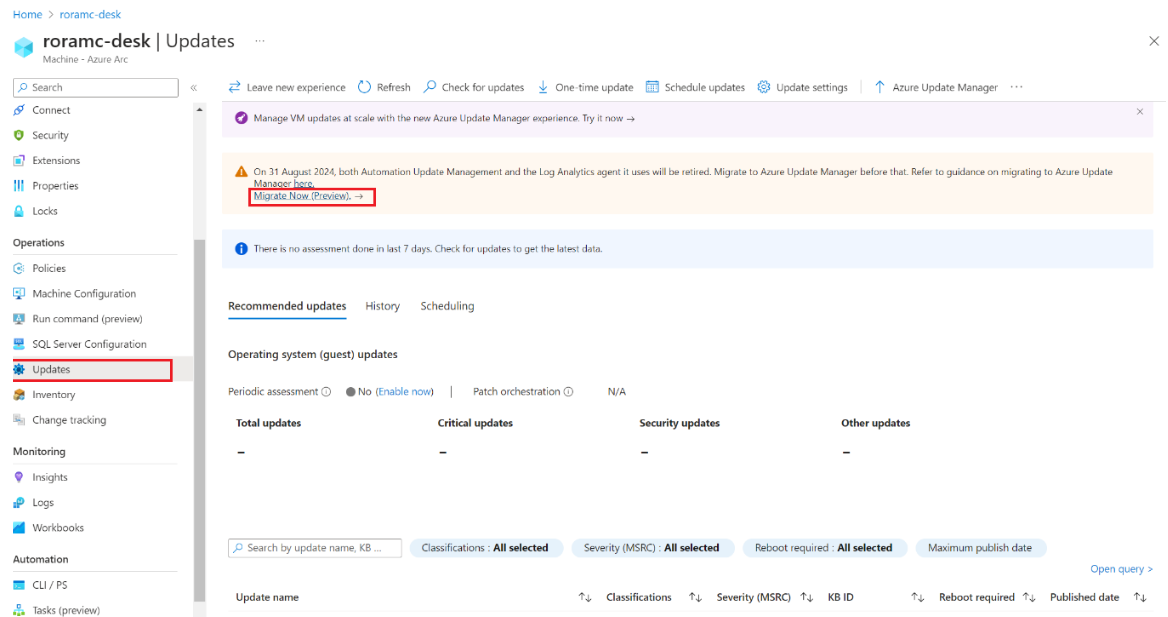 Home > roramc-desk
roramc-desk | Updates ...
Machine - Azure Arc
Search
«
Connect
Security
Extensions
Properties
Locks
Operations
Policies
Machine Configuration
Run command (preview)
SQL Server Configuration
Updates
Inventory
Change tracking
Monitoring
Insights
Logs
Workbooks
Automation
CLI / PS
Tasks (preview)
Leave new experience Refresh Check for updates One-time update Schedule updates Update settings Azure Update Manager ...
Manage VM updates at scale with the new Azure Update Manager experience. Try it now →
On 31 August 2024, both Automation Update Management and the Log Analytics agent it uses will be retired. Migrate to Azure Update Manager before that. Refer to guidance on migrating to Azure Update
Manager here.
Migrate Now (Preview). →
There is no assessment done in last 7 days. Check for updates to get the latest data.
Recommended updates History Scheduling
Operating system (guest) updates
Periodic assessment No (Enable now) | Patch orchestration N/A
Total updates Critical updates Security updates Other updates
– – – –
Search by update name, KB ... Classifications : All selected Severity (MSRC) : All selected Reboot required : All selected Maximum publish date
Open query >
Update name ↑↓ Classifications ↑↓ Severity (MSRC) ↑↓ KB ID ↑↓ Reboot required ↑↓ Published date ↑↓